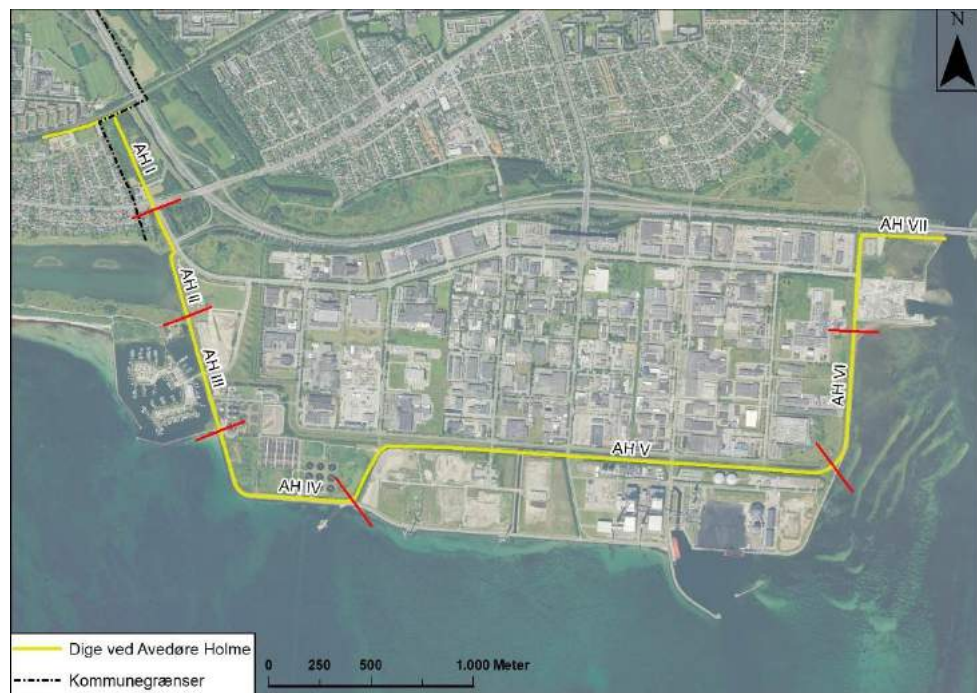 N
AH I
AH VII
AH II
AH III
AH VI
AH V
AH IV
Dige ved Avedøre Holme
Kommunegrænser
0 250 500 1.000 Meter